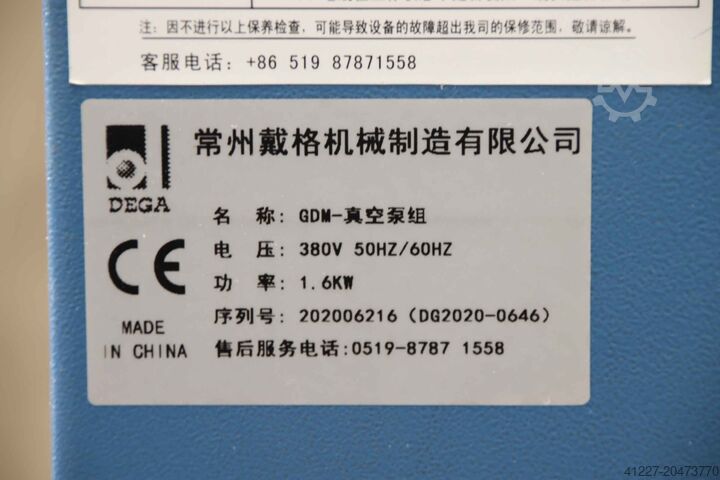 注：因不进行以上保养检查，可能导致设备的故障超出我司的保修范围，敬请谅解。
客服电话：+86 519 87871558
常州戴格机械制造有限公司
DEGA
名 称：GDM-真空泵组
电 压：380V 50HZ/60HZ
功 率：1.6KW
序列号：202006216（DG2020-0646）
售后服务电话:0519-8787 1558
CE
MADE
IN CHINA
41227-20473770